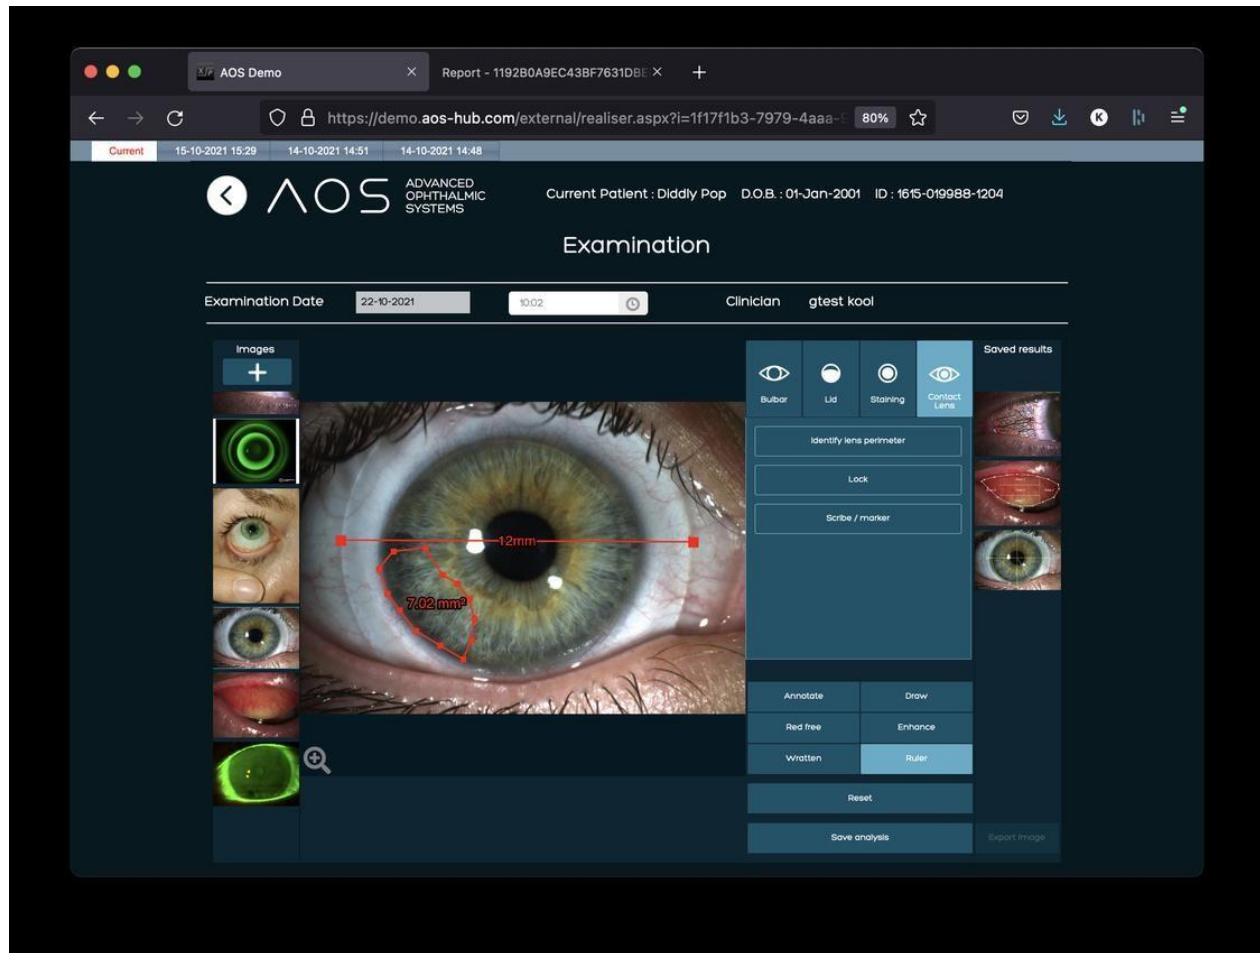 AOS Demo
Report - 1192B0A9EC43BF7631DBE
https://demo.aos-hub.com/external/realiser.aspx?i=1f17f1b3-7979-4aaa-
80%
K
Current 15-10-2021 15:29 14-10-2021 14:51 14-10-2021 14:48
AOS
ADVANCED
OPHTHALMIC
SYSTEMS
Current Patient : Diddly Pop D.O.B. : 01-Jan-2001 ID : 1615-019988-1204
Examination
Examination Date 22-10-2021 10:02 Clinician gtest kool
Images
Bulbar Lid Staining Contact
Lens
Saved results
Identify lens perimeter
Lock
Scribe / marker
12mm
7.02 mm²
Annotate Draw
Red free Enhance
Wratten Ruler
Reset
Save analysis
Export Image